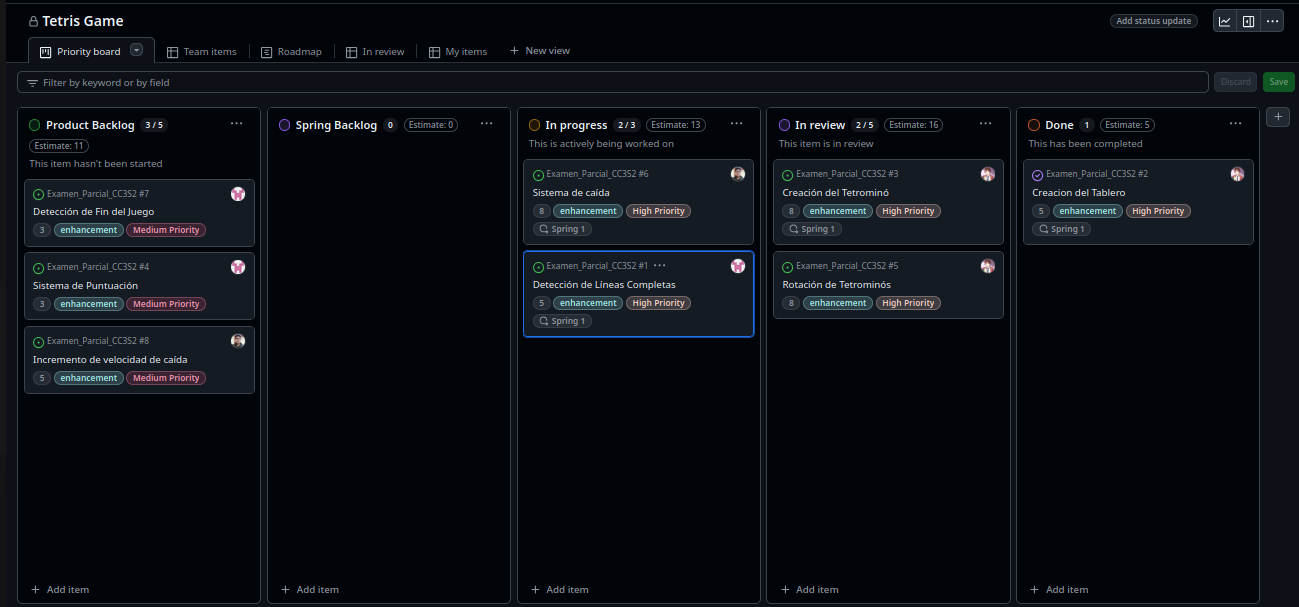 Tetris Game
Add status update
Priority board
Team items
Roadmap
In review
My items
New view
Filter by keyword or by field
Discard
Save
Product Backlog 3 / 5
Estimate: 11
This item hasn't been started
Examen_Parcial_CC3S2 #7
Detección de Fin del Juego
3 enhancement Medium Priority
Examen_Parcial_CC3S2 #4
Sistema de Puntuación
3 enhancement Medium Priority
Examen_Parcial_CC3S2 #8
Incremento de velocidad de caída
5 enhancement Medium Priority
Add item
Spring Backlog 0 Estimate: 0
Add item
In progress 2 / 3 Estimate: 13
This is actively being worked on
Examen_Parcial_CC3S2 #6
Sistema de caída
8 enhancement High Priority
Spring 1
Examen_Parcial_CC3S2 #1
Detección de Líneas Completas
5 enhancement High Priority
Spring 1
Add item
In review 2 / 5 Estimate: 16
This item is in review
Examen_Parcial_CC3S2 #3
Creación del Tetrominó
8 enhancement High Priority
Spring 1
Examen_Parcial_CC3S2 #5
Rotación de Tetrominós
8 enhancement High Priority
Add item
Done 1 Estimate: 5
This has been completed
Examen_Parcial_CC3S2 #2
Creacion del Tablero
5 enhancement High Priority
Spring 1
Add item